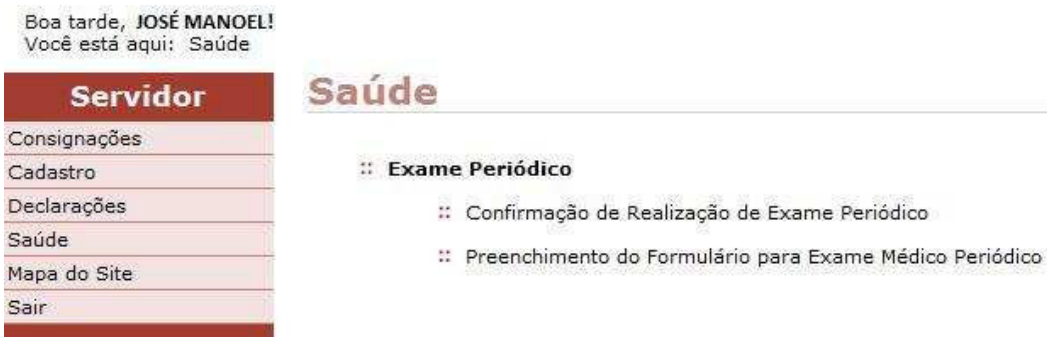 Boa tarde, JOSÉ MANOEL!
Você está aqui: Saúde
Servidor
Consignações
Cadastro
Declarações
Saúde
Mapa do Site
Sair
Saúde
:: Exame Periódico
:: Confirmação de Realização de Exame Periódico
:: Preenchimento do Formulário para Exame Médico Periódico